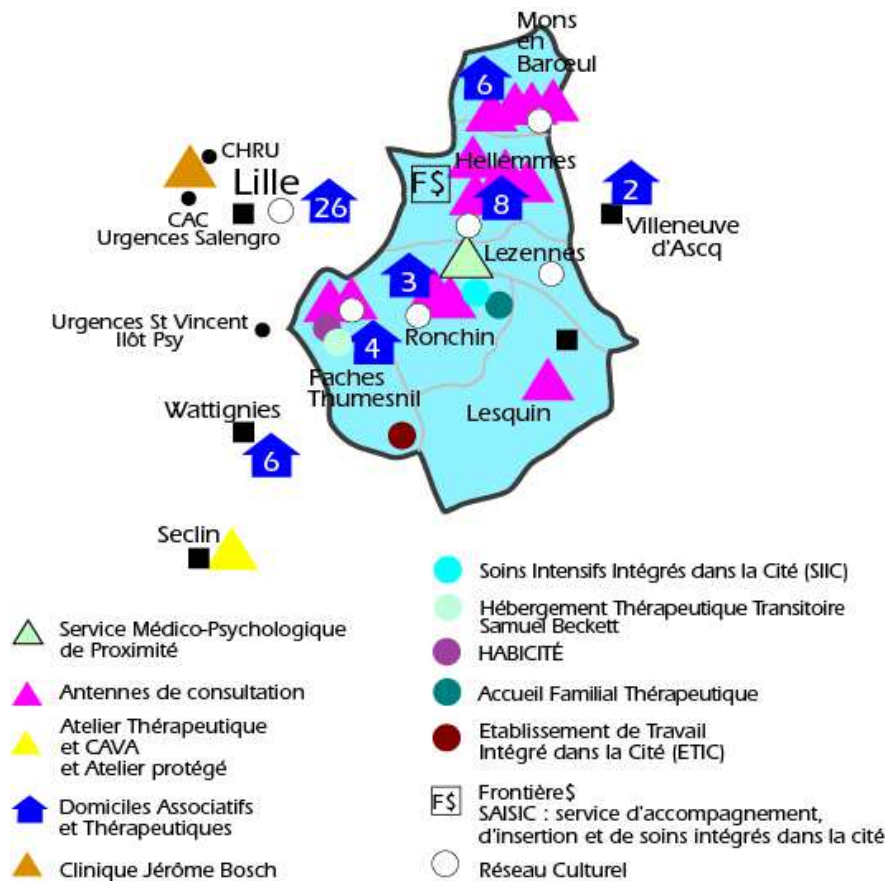 Mons
en
Barœul
6
CHRU
Hellemmes
F$
Lille
26
8
2
CAC
Urgences Salengro
Villeneuve
d'Ascq
Lezennes
3
Urgences St Vincent
Ilôt Psy
Ronchin
4
Faches
Thumesnil
Lesquin
Wattignies
6
Seclin
Service Médico-Psychologique
de Proximité
Antennes de consultation
Atelier Thérapeutique
et CAVA
et Atelier protégé
Domiciles Associatifs
et Thérapeutiques
Clinique Jérôme Bosch
Soins Intensifs Intégrés dans la Cité (SIIC)
Hébergement Thérapeutique Transitoire
Samuel Beckett
HABICITÉ
Accueil Familial Thérapeutique
Etablissement de Travail
Intégré dans la Cité (ETIC)
F$
Frontière$
SAISIC : service d'accompagnement,
d'insertion et de soins intégrés dans la cité
Réseau Culturel